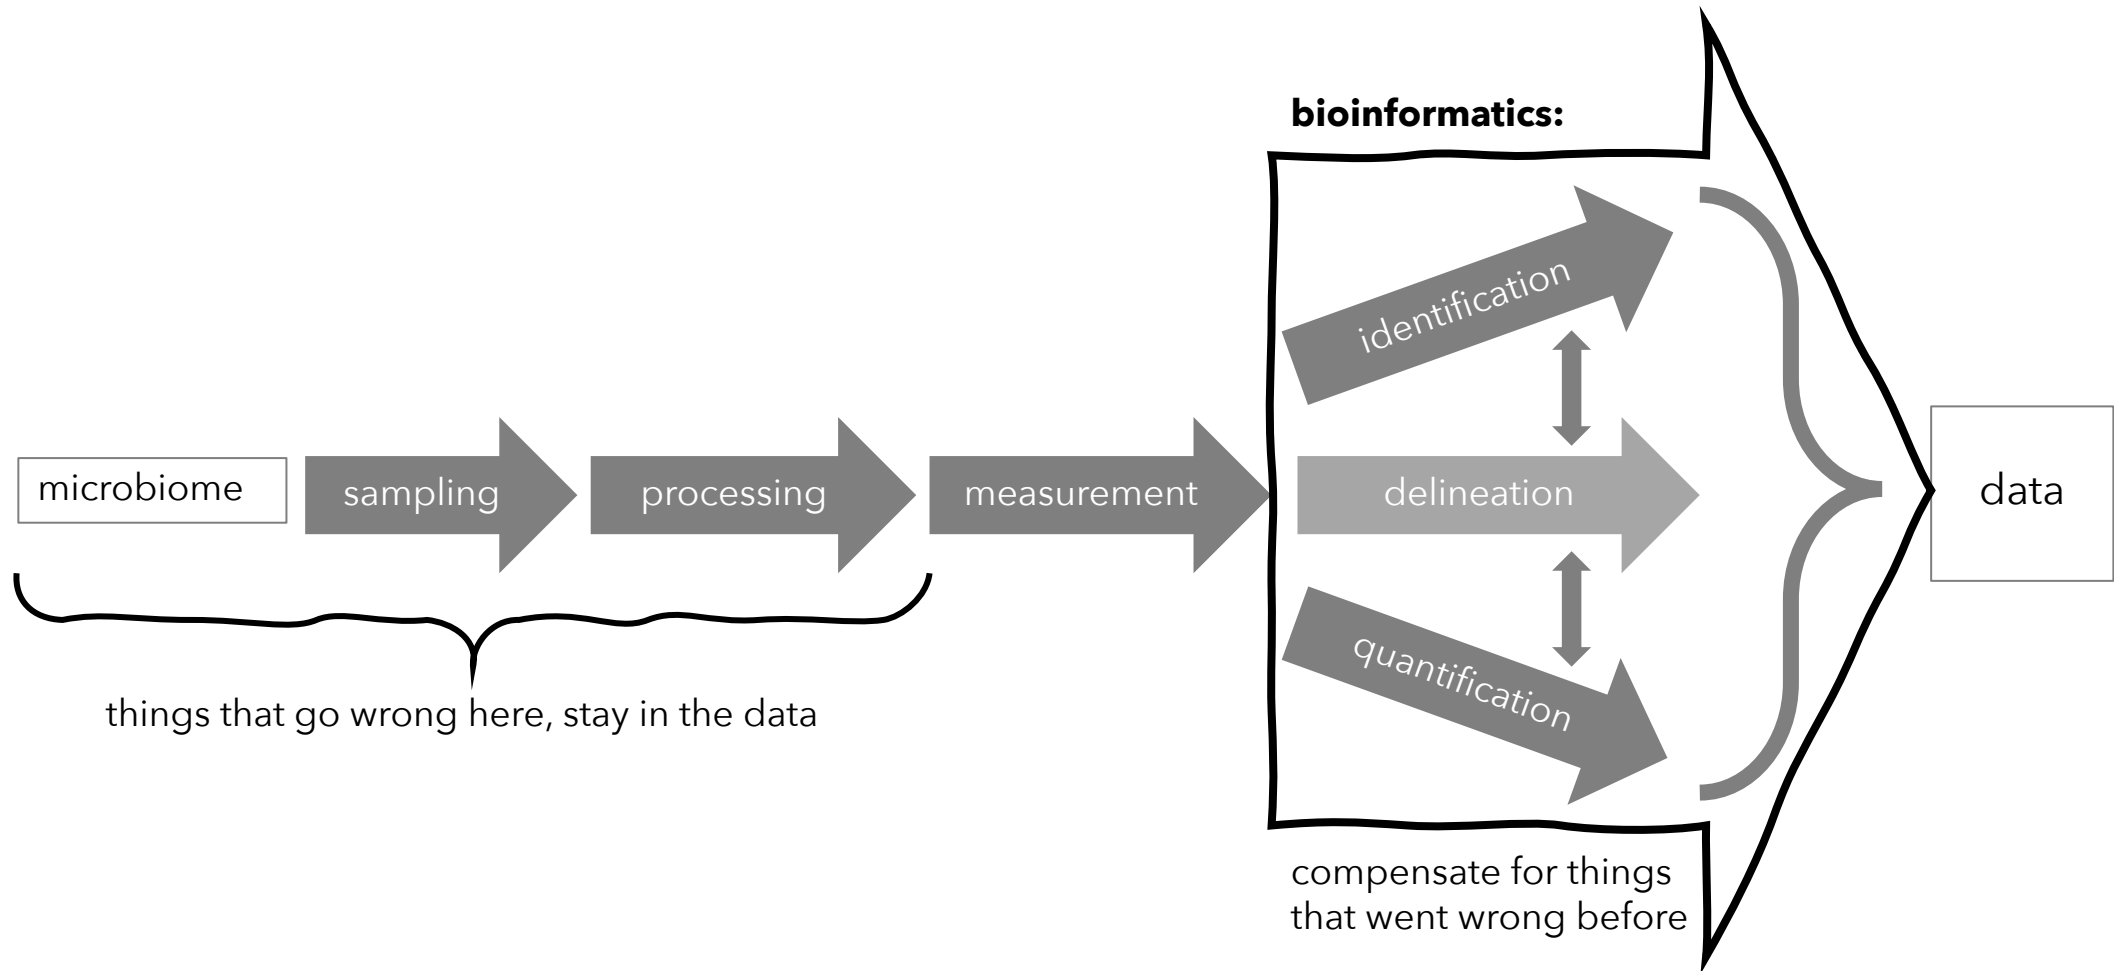 bioinformatics:
identification
microbiome
sampling
processing
measurement
delineation
data
quantification
things that go wrong here, stay in the data
compensate for things
that went wrong before